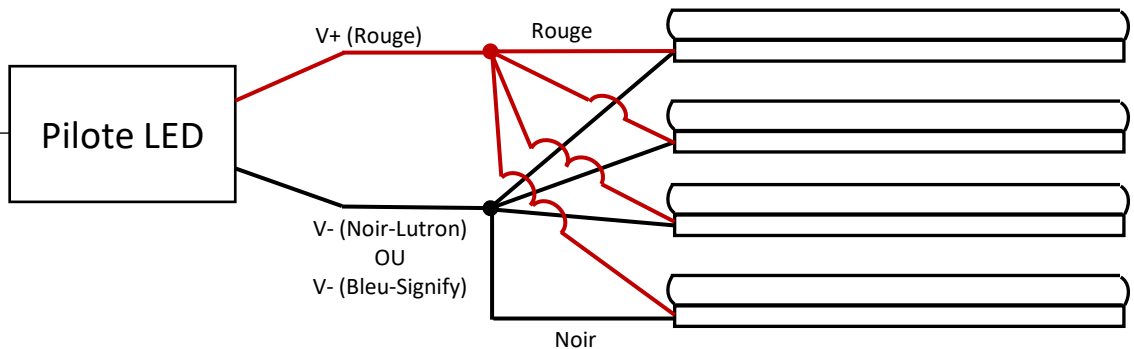 V+ (Rouge)
Rouge
Pilote LED
V- (Noir-Lutron)
OU
V- (Bleu-Signify)
Noir